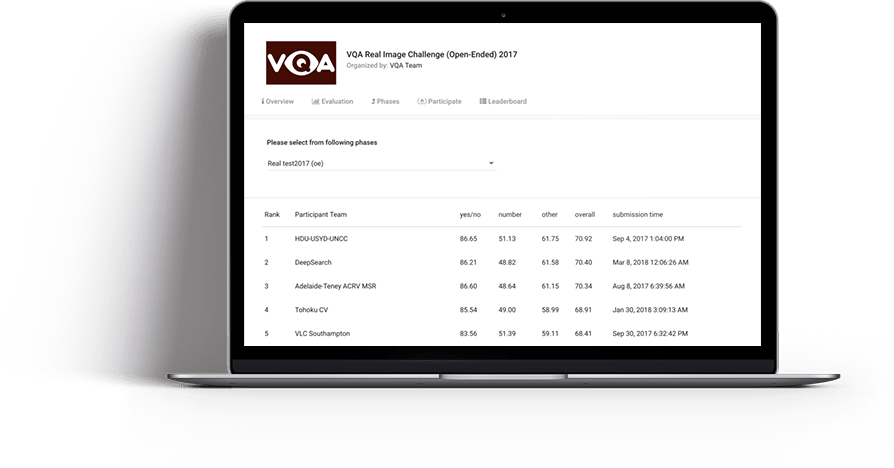 VQA
VQA Real Image Challenge (Open-Ended) 2017
Organized by: VQA Team
Overview Evaluation Phases Participate Leaderboard
Please select from following phases
Real test2017 (oe)
Rank Participant Team yes/no number other overall submission time
1 HDU-USYD-UNCC 86.65 51.13 61.75 70.92 Sep 4, 2017 1:04:00 PM
2 DeepSearch 86.21 48.82 61.58 70.40 Mar 8, 2018 12:06:26 AM
3 Adelaide-Teney ACRV MSR 86.60 48.64 61.15 70.34 Aug 8, 2017 6:39:56 AM
4 Tohoku CV 85.54 49.00 58.99 68.91 Jan 30, 2018 3:09:13 AM
5 VLC Southampton 83.56 51.39 59.11 68.41 Sep 30, 2017 6:32:42 PM